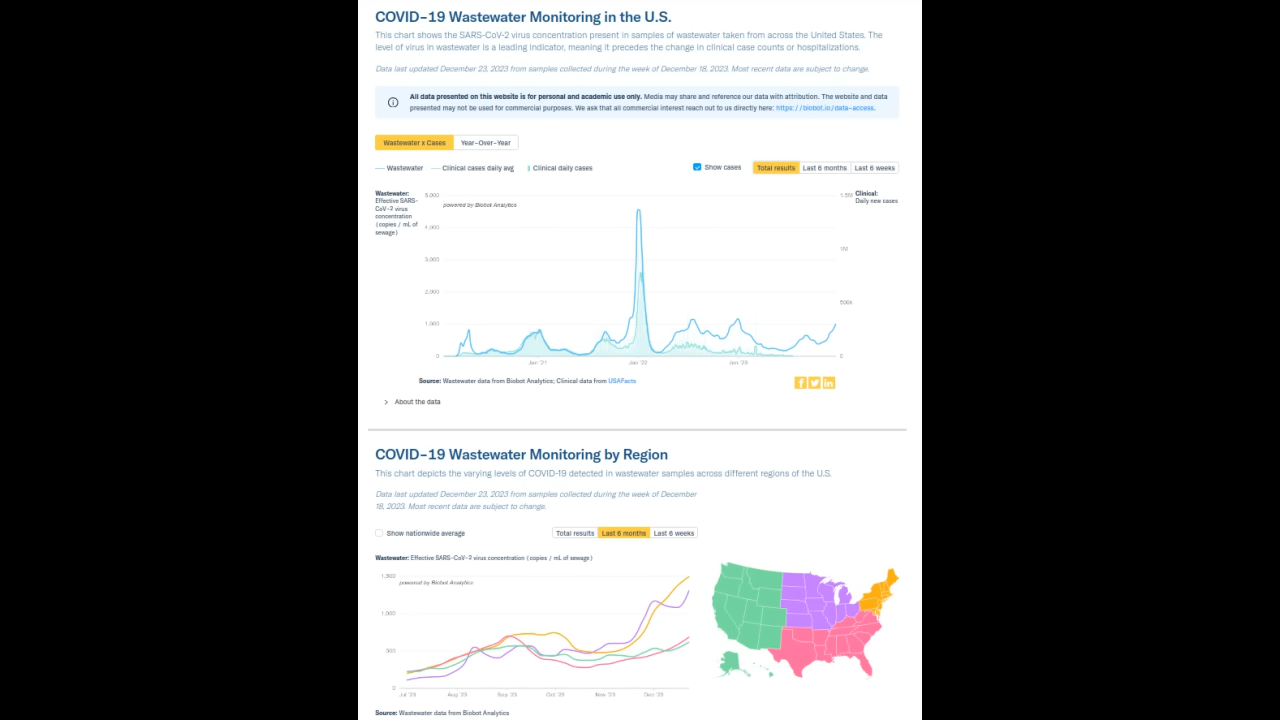 COVID-19 Wastewater Monitoring in the U.S.
This chart shows the SARS-CoV-2 virus concentration present in samples of wastewater taken from across the United States. The
level of virus in wastewater is a leading indicator, meaning it precedes the change in clinical case counts or hospitalizations.
Data last updated December 23, 2023 from samples collected during the week of December 18, 2023. Most recent data are subject to change.
All data presented on this website is for personal and academic use only. Media may share and reference our data with attribution. The website and data
presented may not be used for commercial purposes. We ask that all commercial interest reach out to us directly here: https://biobot.io/data-access.
Wastewater x Cases
Year-Over-Year
Wastewater
Clinical cases daily avg
Clinical daily cases
Show cases
Total results
Last 6 months
Last 6 weeks
Wastewater:
Effective SARS-
CoV-2 virus
concentration
(copies / mL of
sewage)
5,000
4,000
3,000
2,000
1,000
0
powered by Biobot Analytics
1.5M
1M
500k
0
Clinical:
Daily new cases
Jan '21
Jan '22
Jan '23
Source: Wastewater data from Biobot Analytics; Clinical data from USAFacts
About the data
COVID-19 Wastewater Monitoring by Region
This chart depicts the varying levels of COVID-19 detected in wastewater samples across different regions of the U.S.
Data last updated December 23, 2023 from samples collected during the week of December
18, 2023. Most recent data are subject to change.
Show nationwide average
Total results
Last 6 months
Last 6 weeks
Wastewater: Effective SARS-CoV-2 virus concentration (copies / mL of sewage)
1,500
1,000
500
0
powered by Biobot Analytics
Jul '23
Aug '23
Sep '23
Oct '23
Nov '23
Dec '23
Source: Wastewater data from Biobot Analytics